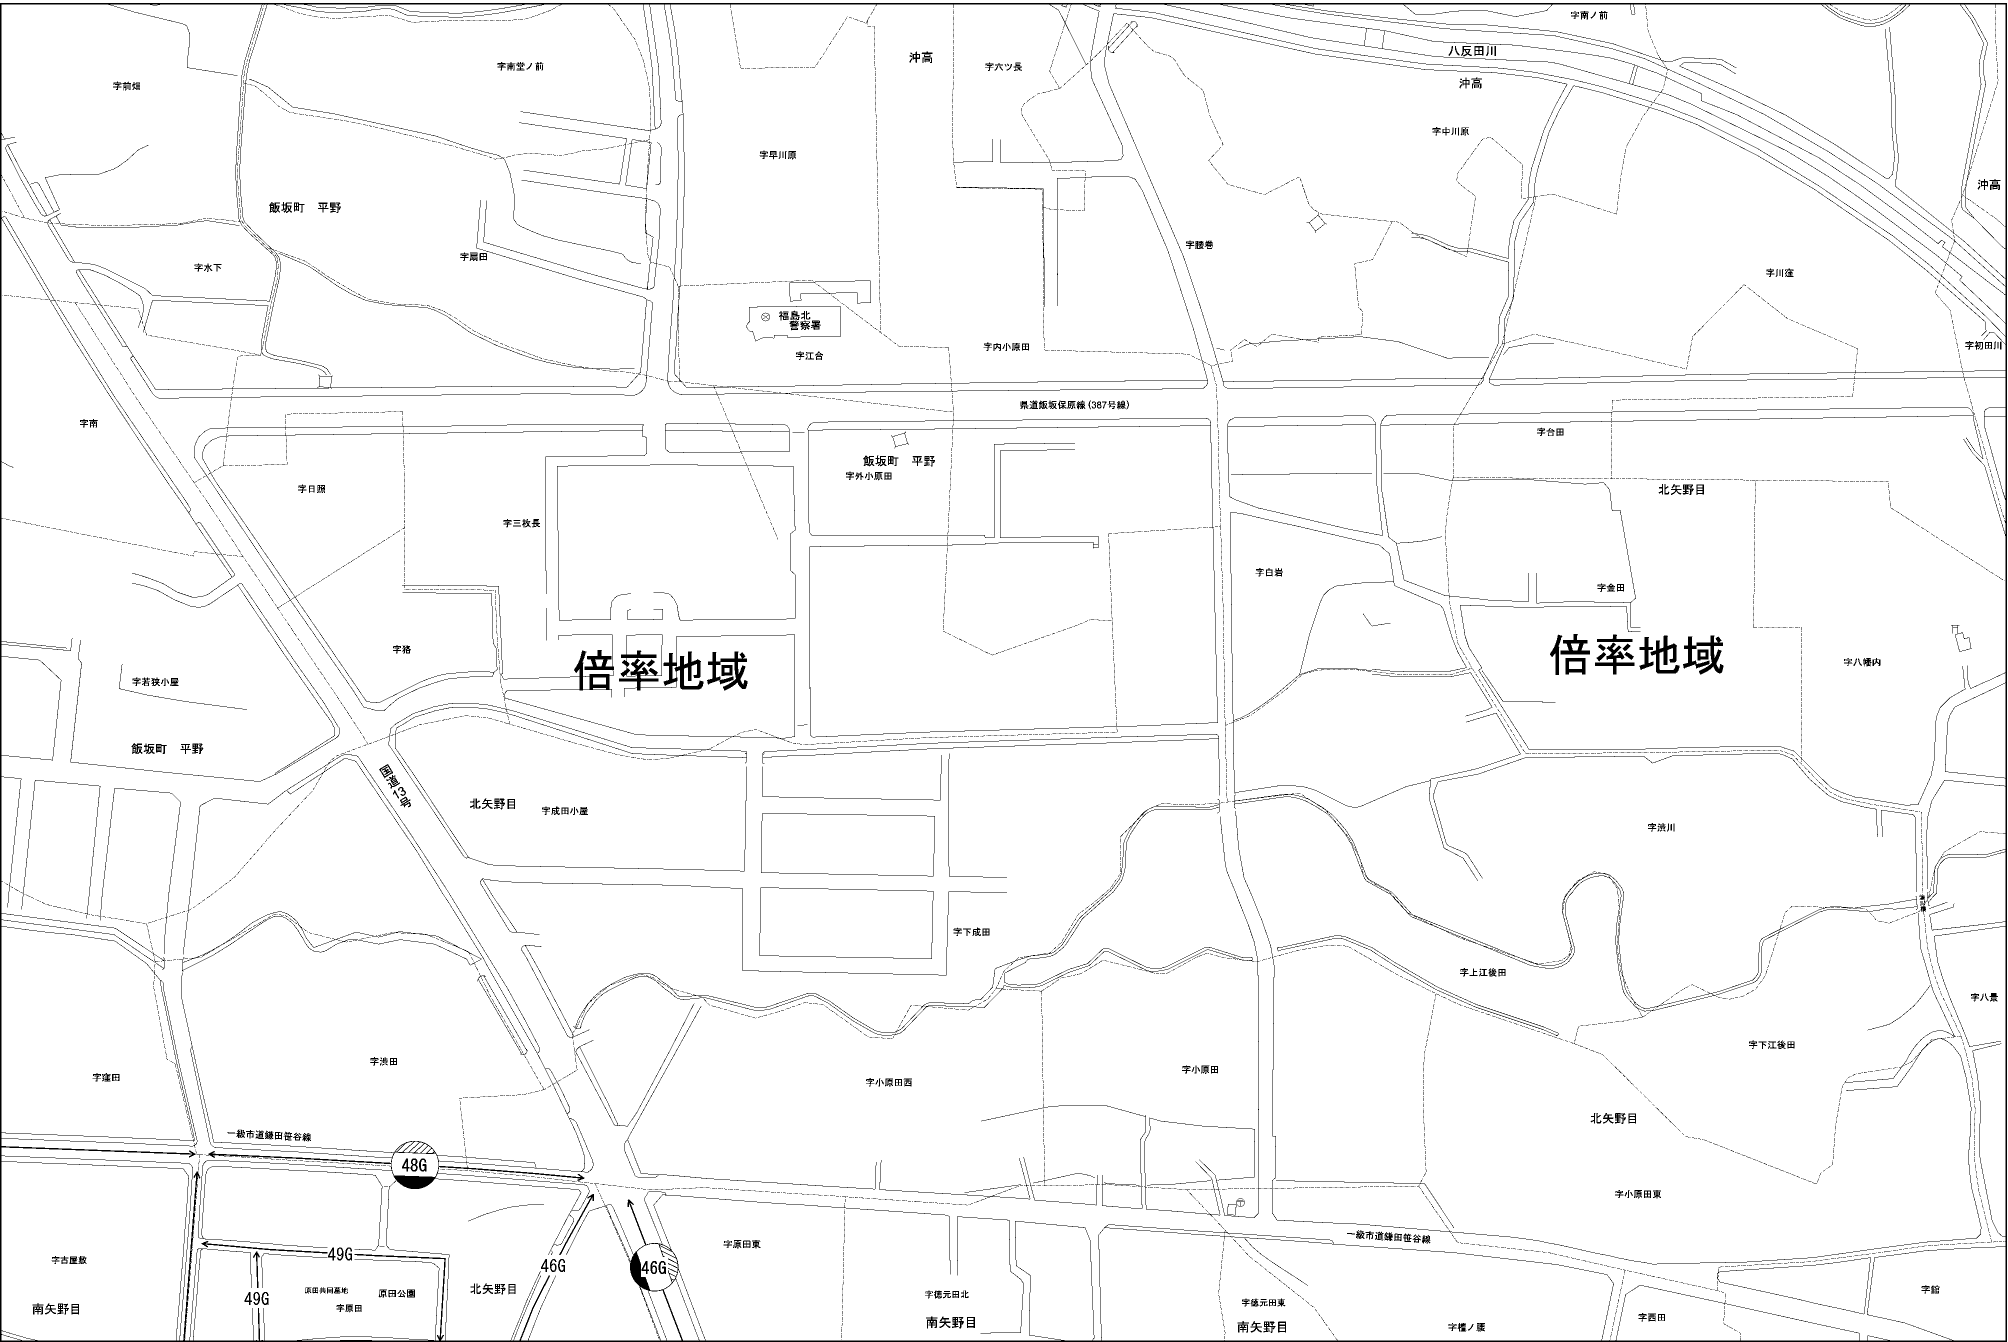 字南ノ前
八反田川
沖高
字六ツ長
字南堂ノ前
字前畑
沖高
字中川原
字早川原
沖高
飯坂町　平野
字腰巻
字扇田
字水下
字川窪
福島北
警察署
字江合
字内小原田
字初田川
県道飯坂保原線(387号線)
字南
字台田
飯坂町　平野
字外小原田
字日照
北矢野目
字三枚長
字白岩
字金田
倍率地域
倍率地域
字八幡内
字若狭小屋
飯坂町　平野
国道13号
北矢野目
字成田小屋
字渋川
字下成田
字上江後田
字八景
字下江後田
字渋田
字窪田
字小原田西
字小原田
北矢野目
一級市道鎌田笹谷線
48G
字小原田東
一級市道鎌田笹谷線
字原田東
字古屋敷
49G
46G
46G
原田共同墓地
原田公園
北矢野目
49G
字原田
南矢野目
字徳元田北
南矢野目
字徳元田東
南矢野目
字檀ノ腰
字西田
字舘